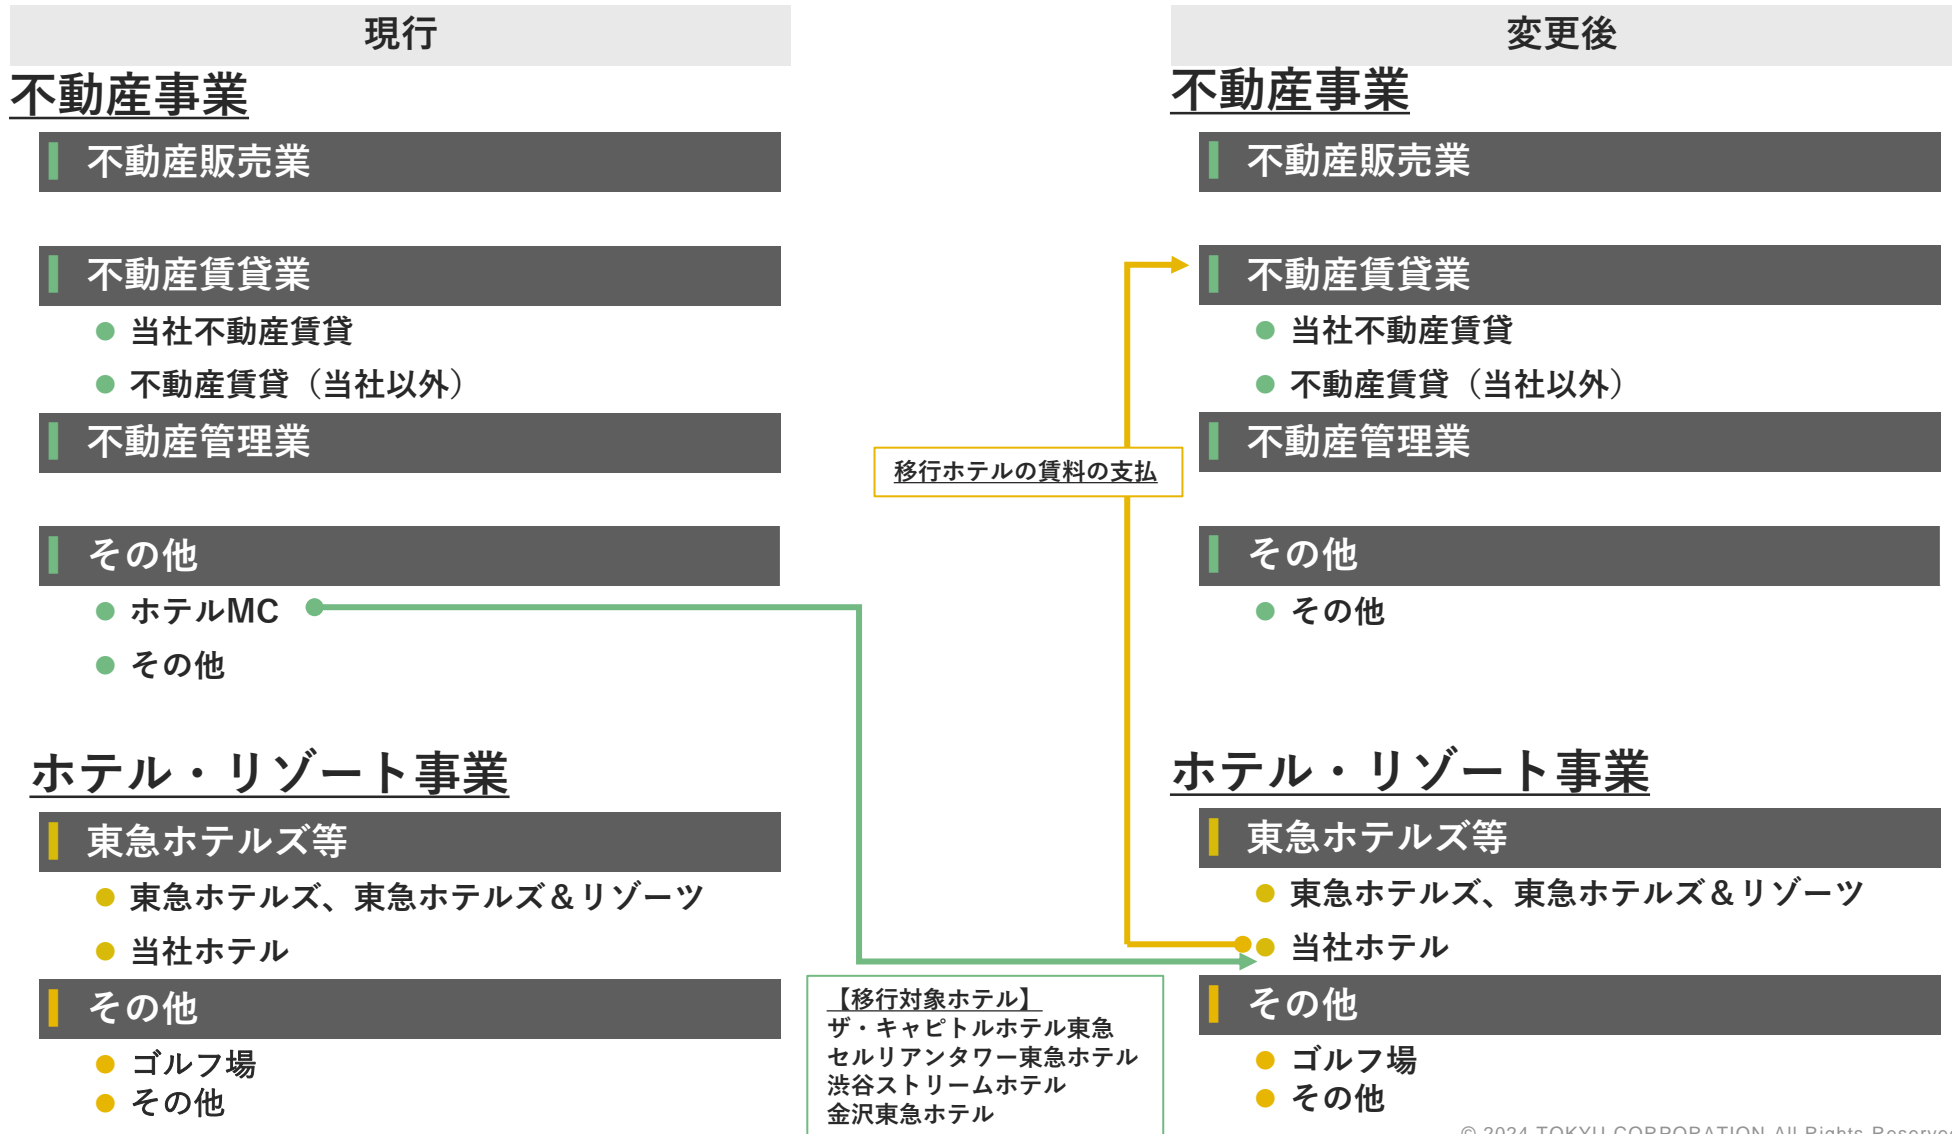 現行
不動産事業
不動産販売業
不動産賃貸業
当社不動産賃貸
不動産賃貸（当社以外）
不動産管理業
その他
ホテルMC
その他
ホテル・リゾート事業
東急ホテルズ等
東急ホテルズ、東急ホテルズ＆リゾーツ
当社ホテル
その他
ゴルフ場
その他
移行ホテルの賃料の支払
【移行対象ホテル】
ザ・キャピトルホテル東急
セルリアンタワー東急ホテル
渋谷ストリームホテル
金沢東急ホテル
変更後
不動産事業
不動産販売業
不動産賃貸業
当社不動産賃貸
不動産賃貸（当社以外）
不動産管理業
その他
その他
ホテル・リゾート事業
東急ホテルズ等
東急ホテルズ、東急ホテルズ＆リゾーツ
当社ホテル
その他
ゴルフ場
その他
© 2024 TOKYU CORPORATION All Rights Reserved